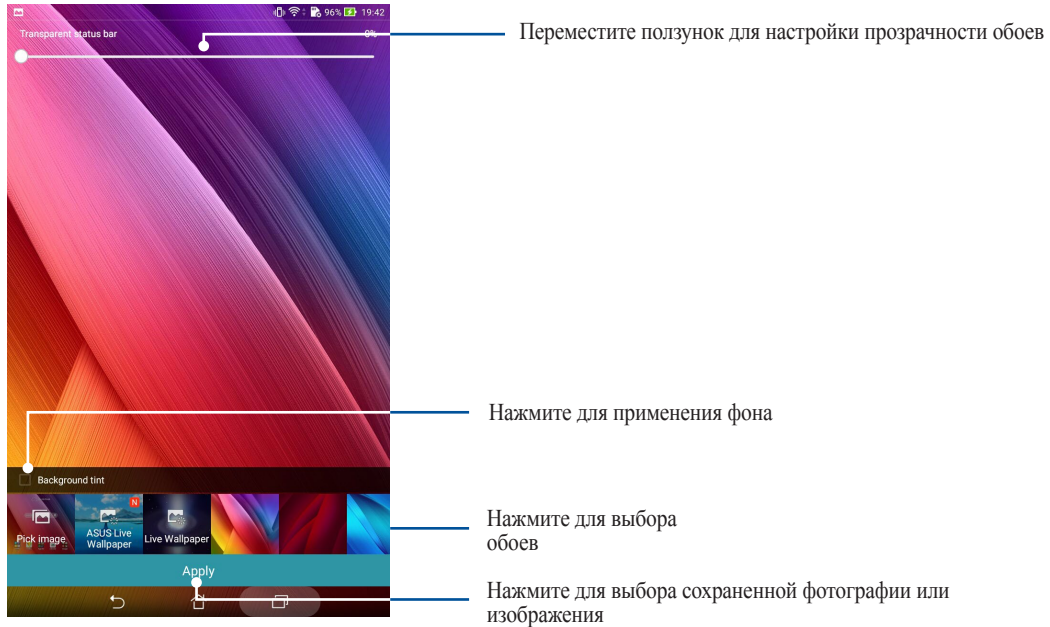 96% 19:42
Transparent status bar 0%
Переместите ползунок для настройки прозрачности обоев
Нажмите для применения фона
Background tint
N
Pick image
ASUS Live
Wallpaper
Live Wallpaper
Нажмите для выбора
обоев
Apply
Нажмите для выбора сохраненной фотографии или
изображения